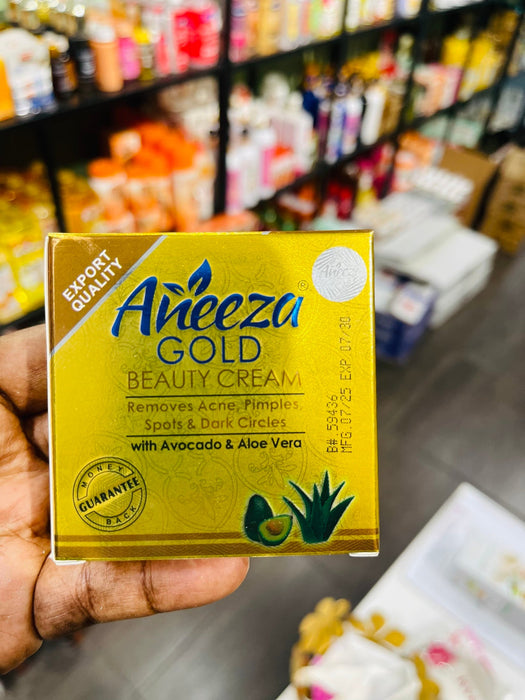 EXPORT
QUALITY
Aneeza
Aneeza®
GOLD
BEAUTY CREAM
Removes Acne, Pimples
Spots & Dark Circles
with Avocado & Aloe Vera
MONEY
GUARANTEE
BACK
B# 59436
MFG.07/25 EXP.07/30